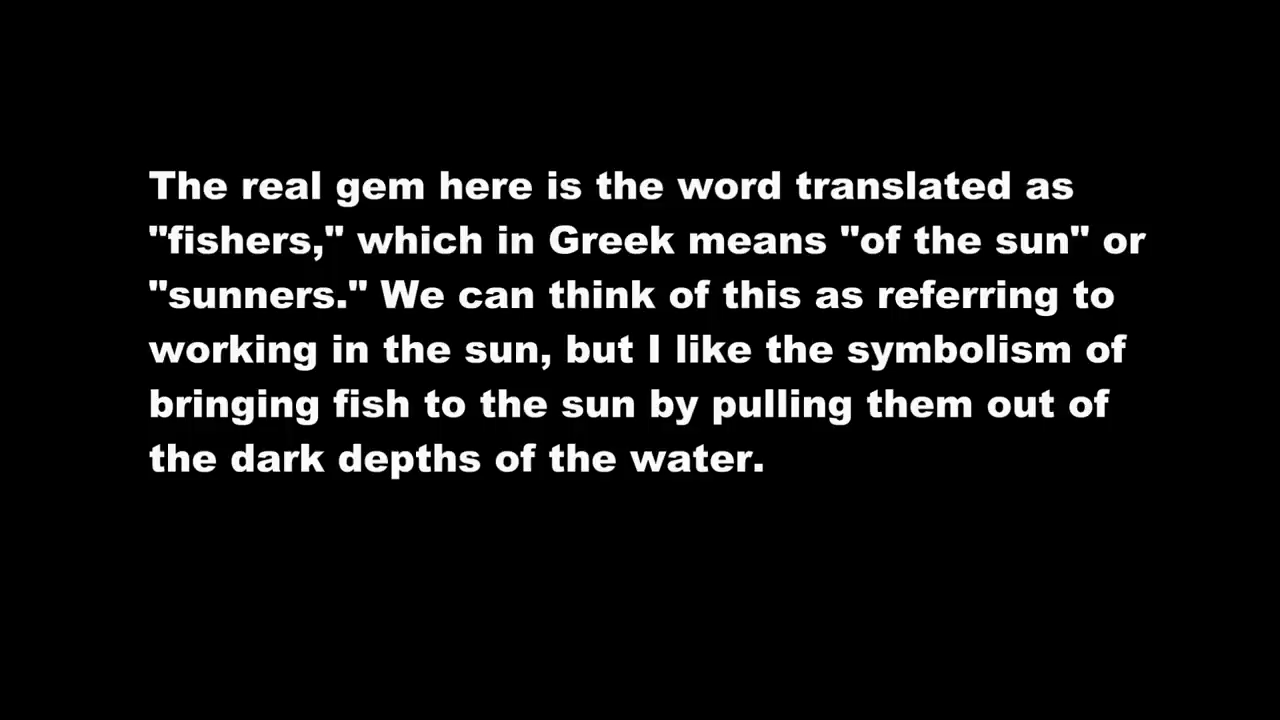 The real gem here is the word translated as
"fishers," which in Greek means "of the sun" or
"sunners." We can think of this as referring to
working in the sun, but I like the symbolism of
bringing fish to the sun by pulling them out of
the dark depths of the water.